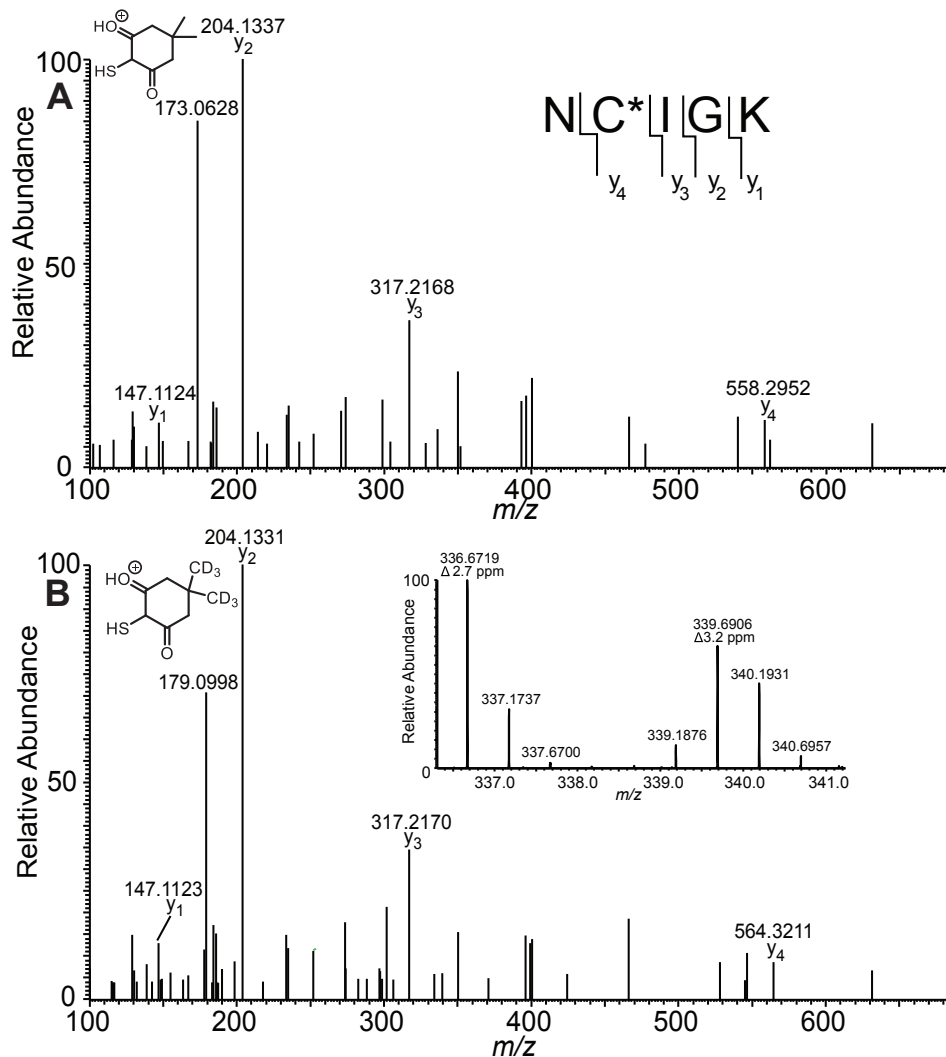 A
HO⊕
HS
O
204.1337
y2
173.0628
147.1124
y1
317.2168
y3
558.2952
y4
NC*IGK
y4 y3 y2 y1
Relative Abundance
100
50
0
100 200 300 400 500 600
m/z
B
HO⊕
CD3
CD3
HS
O
204.1331
y2
179.0998
147.1123
y1
317.2170
y3
564.3211
y4
Relative Abundance
100
50
0
100 200 300 400 500 600
m/z
336.6719
Δ 2.7 ppm
337.1737
337.6700
339.1876
339.6906
Δ3.2 ppm
340.1931
340.6957
Relative Abundance
100
0
337.0 338.0 339.0 340.0 341.0
m/z